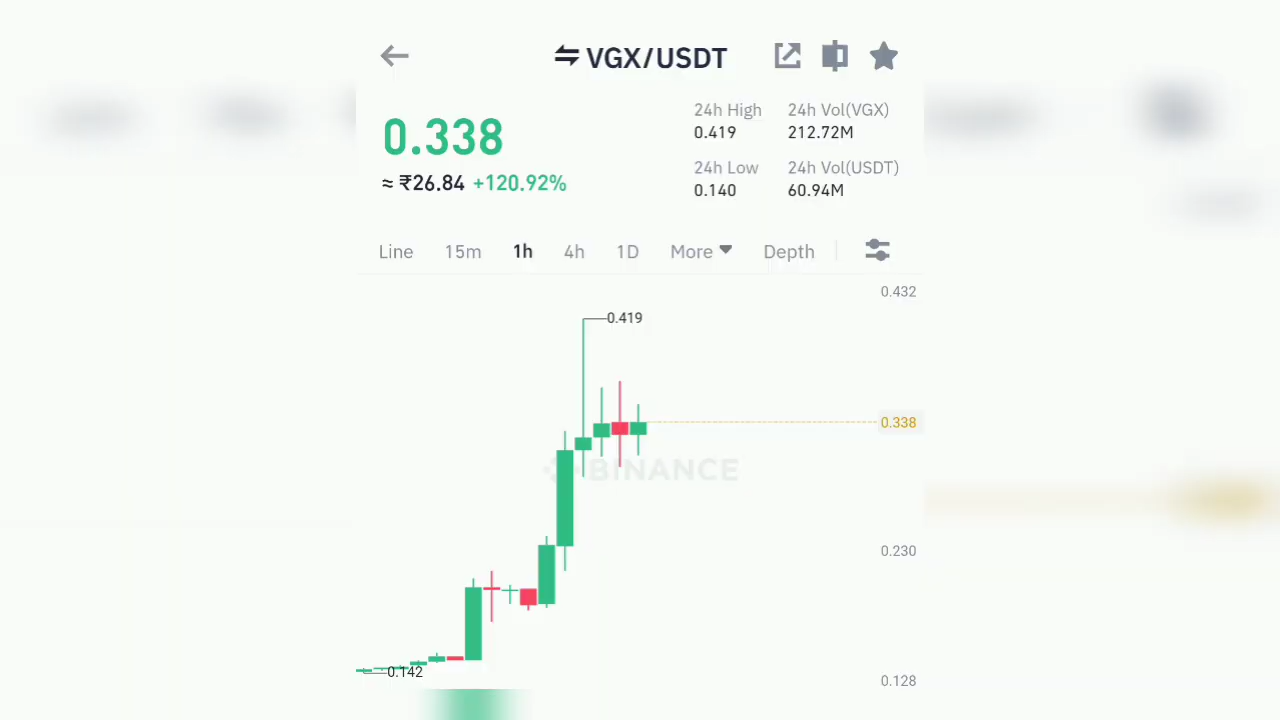 VGX/USDT
0.338
≈ ₹26.84 +120.92%
24h High
0.419
24h Vol(VGX)
212.72M
24h Low
0.140
24h Vol(USDT)
60.94M
Line 15m 1h 4h 1D More Depth
0.432
0.419
0.338
BINANCE
0.230
0.142
0.128